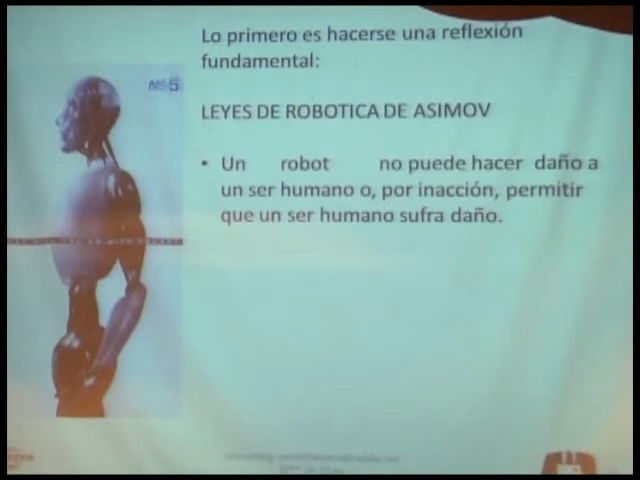 Lo primero es hacerse una reflexión
fundamental:
LEYES DE ROBOTICA DE ASIMOV
• Un robot no puede hacer daño a
un ser humano o, por inacción, permitir
que un ser humano sufra daño.